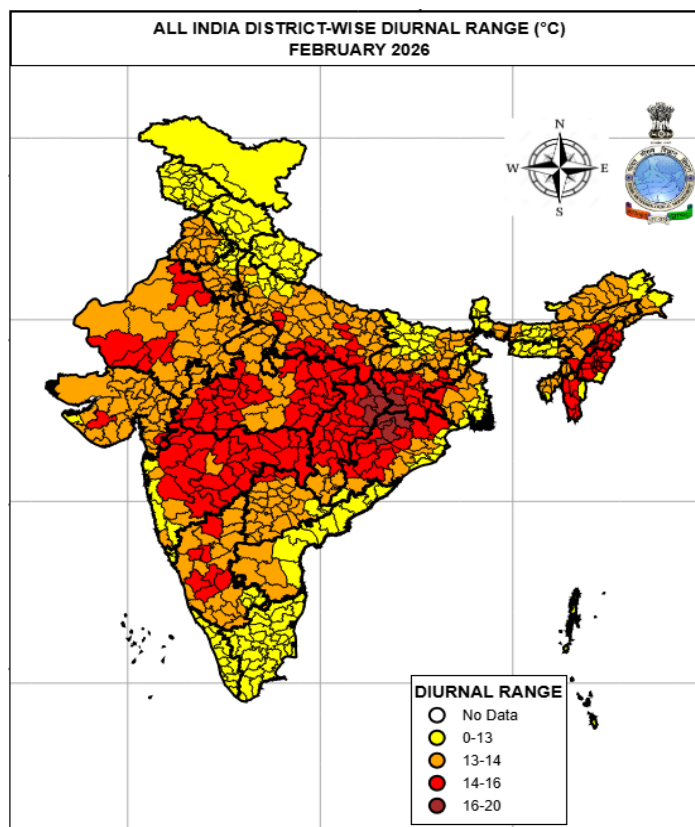 ALL INDIA DISTRICT-WISE DIURNAL RANGE (°C)
FEBRUARY 2026
N
W E
S
DIURNAL RANGE
No Data
0-13
13-14
14-16
16-20